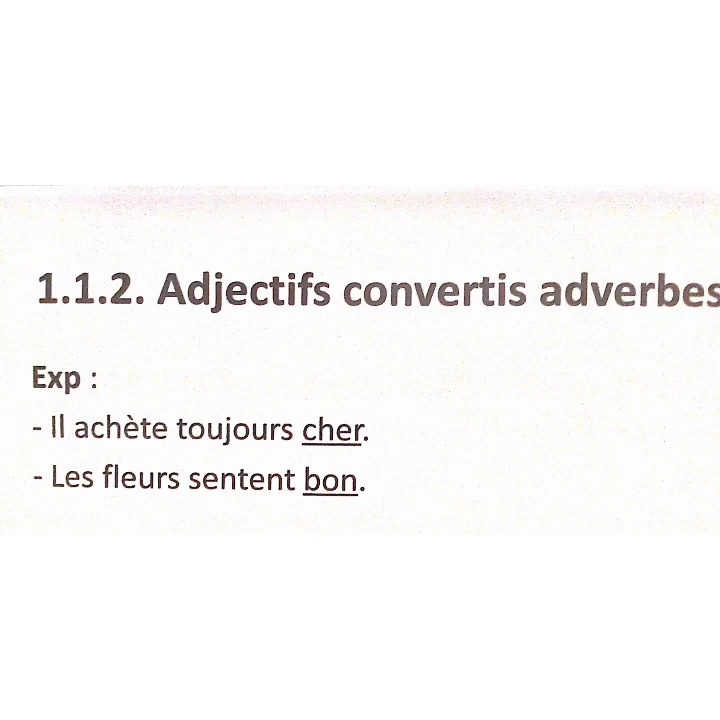 1.1.2. Adjectifs convertis adverbes
Exp :
- Il achète toujours cher.
- Les fleurs sentent bon.